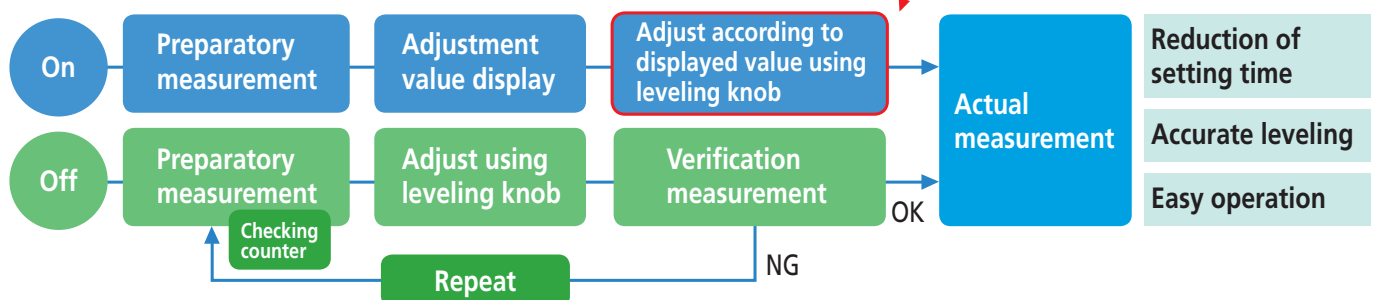 On
Preparatory
measurement
Adjustment
value display
Adjust according to
displayed value using
leveling knob
Actual
measurement
Reduction of
setting time
Accurate leveling
Easy operation
Off
Preparatory
measurement
Adjust using
leveling knob
Verification
measurement
OK
Checking
counter
NG
Repeat